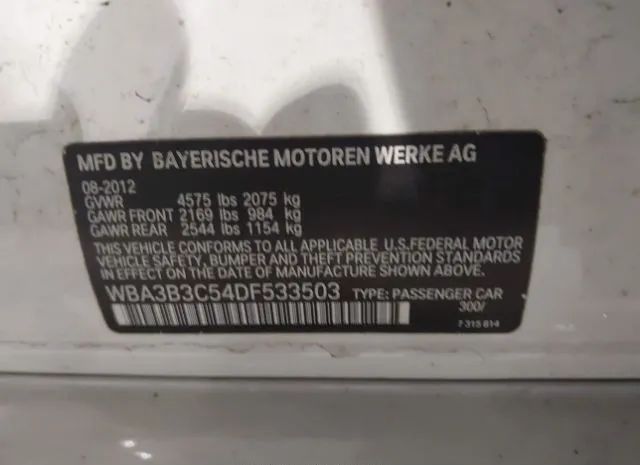 MFD BY BAYERISCHE MOTOREN WERKE AG
08-2012
GVWR 4575 lbs 2075 kg
GAWR FRONT 2169 lbs 984 kg
GAWR REAR 2544 lbs 1154 kg
THIS VEHICLE CONFORMS TO ALL APPLICABLE U.S.FEDERAL MOTOR
VEHICLE SAFETY, BUMPER AND THEFT PREVENTION STANDARDS
IN EFFECT ON THE DATE OF MANUFACTURE SHOWN ABOVE.
WBA3B3C54DF533503 TYPE: PASSENGER CAR
300/
7 315 814